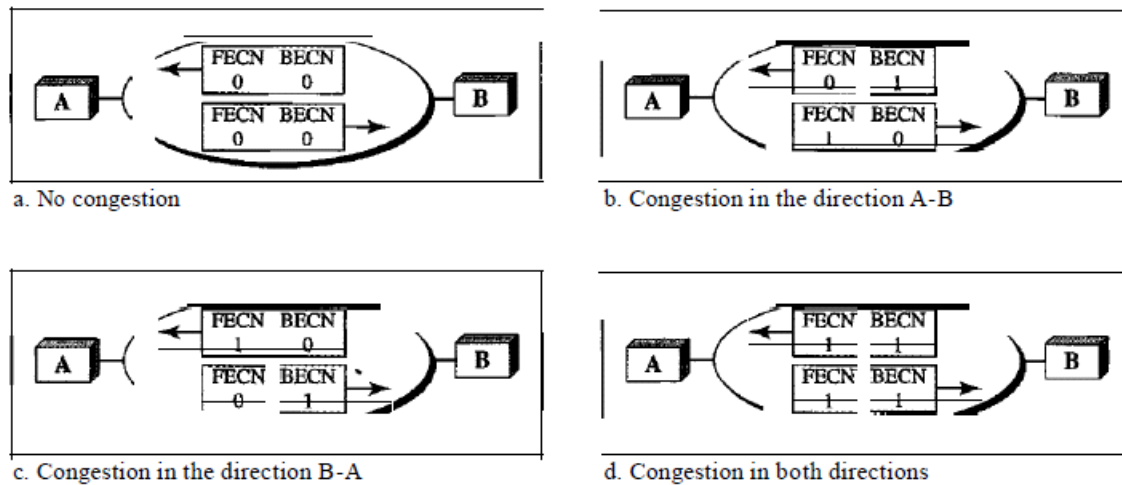 FECN BECN
0 0
A
B
FECN BECN
0 0
a. No congestion
FECN BECN
0 1
A
B
FECN BECN
1 0
b. Congestion in the direction A-B
FECN BECN
1 0
A
B
FECN BECN
0 1
c. Congestion in the direction B-A
FECN BECN
1 1
A
B
FECN BECN
1 1
d. Congestion in both directions